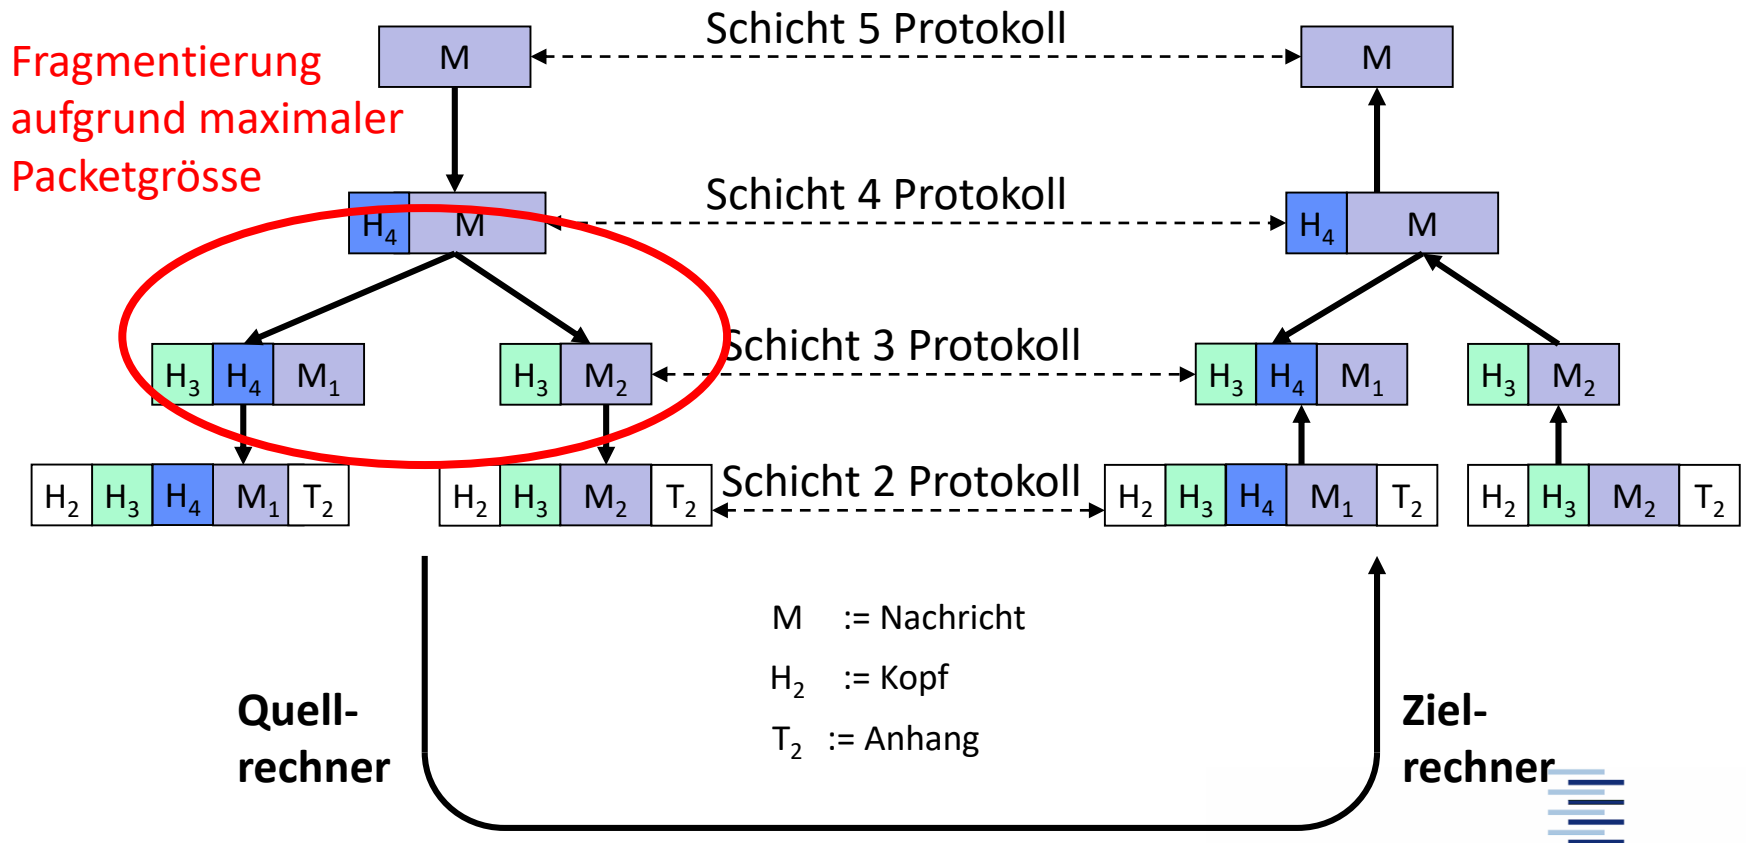 Fragmentierung
aufgrund maximaler
Packetgrösse
M
Schicht 5 Protokoll
M
H₄ M
Schicht 4 Protokoll
H₄ M
H₃ H₄ M₁
H₃ M₂
Schicht 3 Protokoll
H₃ H₄ M₁
H₃ M₂
H₂ H₃ H₄ M₁ T₂
H₂ H₃ M₂ T₂
Schicht 2 Protokoll
H₂ H₃ H₄ M₁ T₂
H₂ H₃ M₂ T₂
M := Nachricht
H₂ := Kopf
T₂ := Anhang
Quell-
rechner
Ziel-
rechner